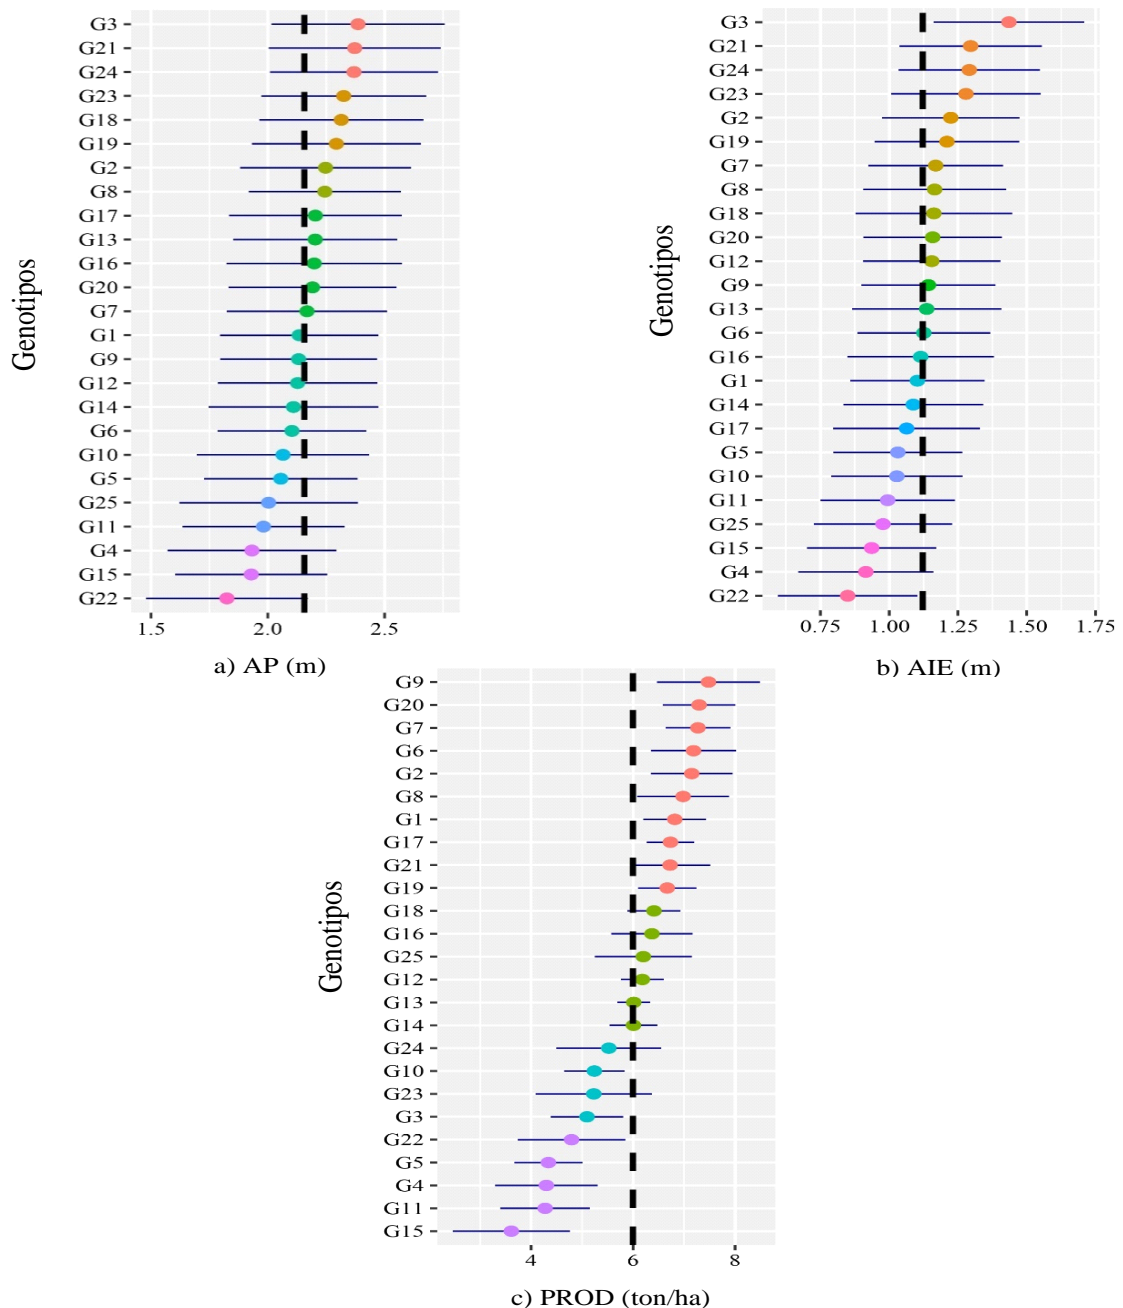 G3
G21
G24
G23
G18
G19
G2
G8
G17
G13
G16
G20
G7
G1
G9
G12
G14
G6
G10
G5
G25
G11
G4
G15
G22
Genotipos
1.5 2.0 2.5
a) AP (m)
G3
G21
G24
G23
G2
G19
G7
G8
G18
G20
G12
G9
G13
G6
G16
G1
G14
G17
G5
G10
G11
G25
G15
G4
G22
Genotipos
0.75 1.00 1.25 1.50 1.75
b) AIE (m)
G9
G20
G7
G6
G2
G8
G1
G17
G21
G19
G18
G16
G25
G12
G13
G14
G24
G10
G23
G3
G22
G5
G4
G11
G15
Genotipos
4 6 8
c) PROD (ton/ha)